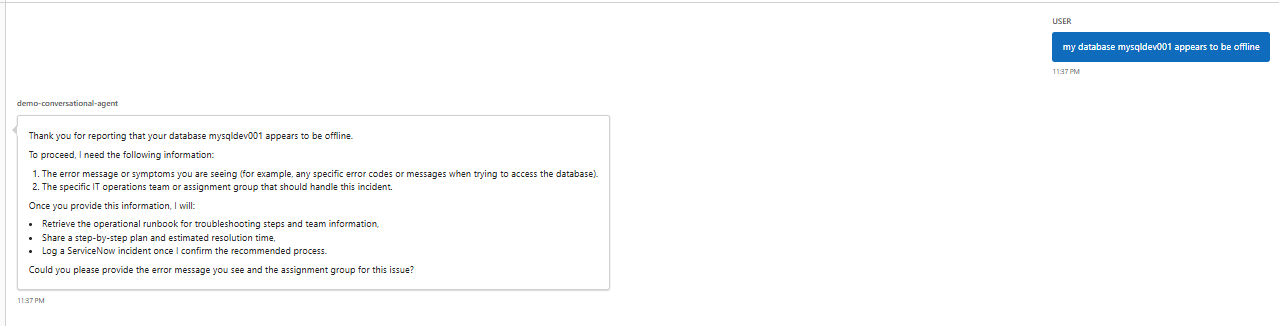 USER
my database mysqldev001 appears to be offline
11:37 PM
demo-conversational-agent
Thank you for reporting that your database mysqldev001 appears to be offline.
To proceed, I need the following information:
1. The error message or symptoms you are seeing (for example, any specific error codes or messages when trying to access the database).
2. The specific IT operations team or assignment group that should handle this incident.
Once you provide this information, I will:
• Retrieve the operational runbook for troubleshooting steps and team information,
• Share a step-by-step plan and estimated resolution time,
• Log a ServiceNow incident once I confirm the recommended process.
Could you please provide the error message you see and the assignment group for this issue?
11:37 PM